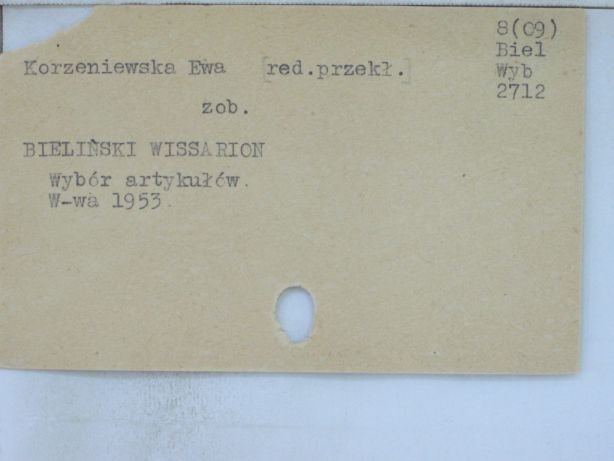 8(09)
Biel
Wyb
2712
Korzeniewska Ewa [red.przekł.]
zob.
BIELIŃSKI WISSARION
Wybór artykułów.
W-wa 1953.